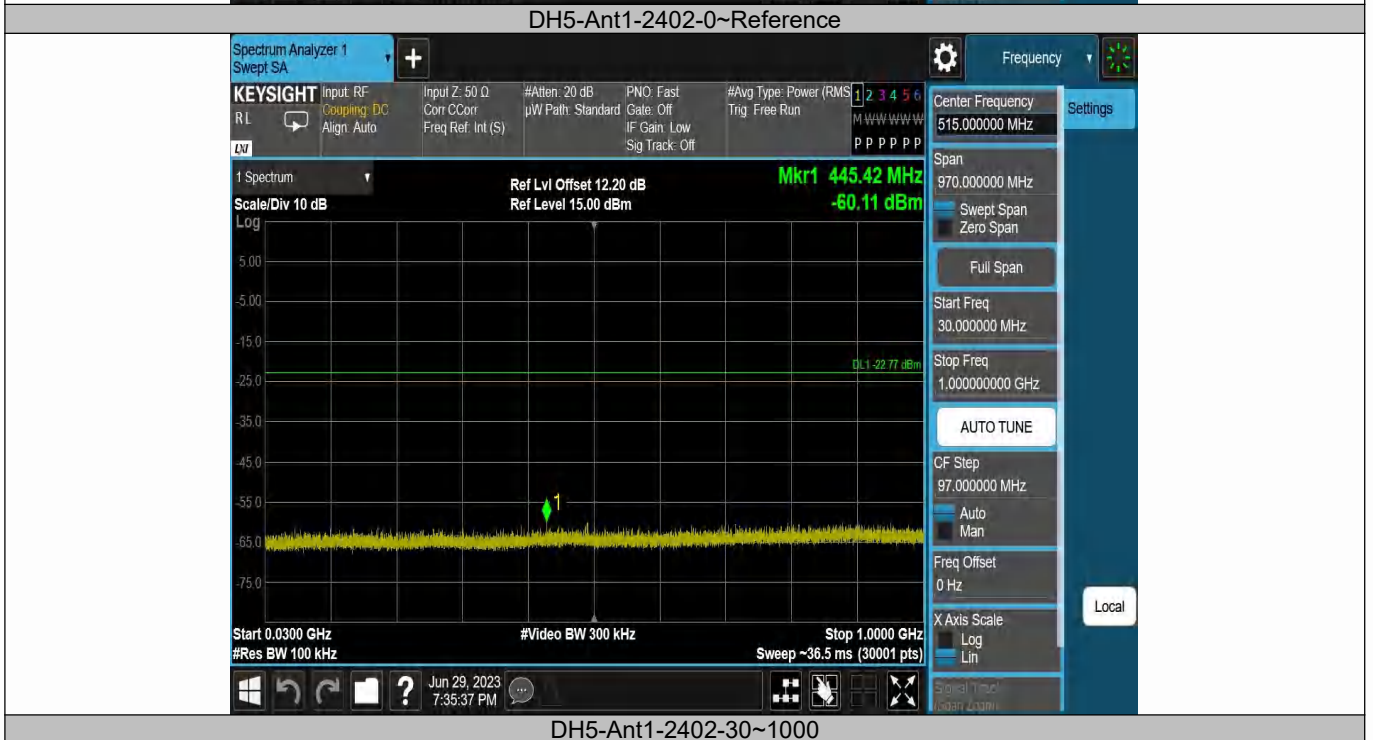 DH5-Ant1-2402-0~Reference
Spectrum Analyzer 1
Swept SA
+
Frequency
KEYSIGHT
RL
LXI
Input: RF
Coupling: DC
Align: Auto
Input Z: 50 Ω
Corr CCorr
Freq Ref: Int (S)
#Atten: 20 dB
µW Path: Standard
PNO: Fast
Gate: Off
IF Gain: Low
Sig Track: Off
#Avg Type: Power (RMS
Trig: Free Run
1 2 3 4 5 6
M W W W W W
P P P P P P
Center Frequency
515.000000 MHz
Settings
1 Spectrum
Scale/Div 10 dB
Ref Lvl Offset 12.20 dB
Ref Level 15.00 dBm
Mkr1 445.42 MHz
-60.11 dBm
Span
970.000000 MHz
Swept Span
Zero Span
Full Span
Start Freq
30.000000 MHz
Stop Freq
1.000000000 GHz
AUTO TUNE
CF Step
97.000000 MHz
Auto
Man
Freq Offset
0 Hz
X Axis Scale
Log
Lin
Signal Track
(Span Zoom)
Local
Log
5.00
-5.00
-15.0
DL1 -22.77 dBm
-25.0
-35.0
-45.0
-55.0
1
-65.0
-75.0
Start 0.0300 GHz
#Video BW 300 kHz
Stop 1.0000 GHz
#Res BW 100 kHz
Sweep ~36.5 ms (30001 pts)
?
Jun 29, 2023
7:35:37 PM
DH5-Ant1-2402-30~1000